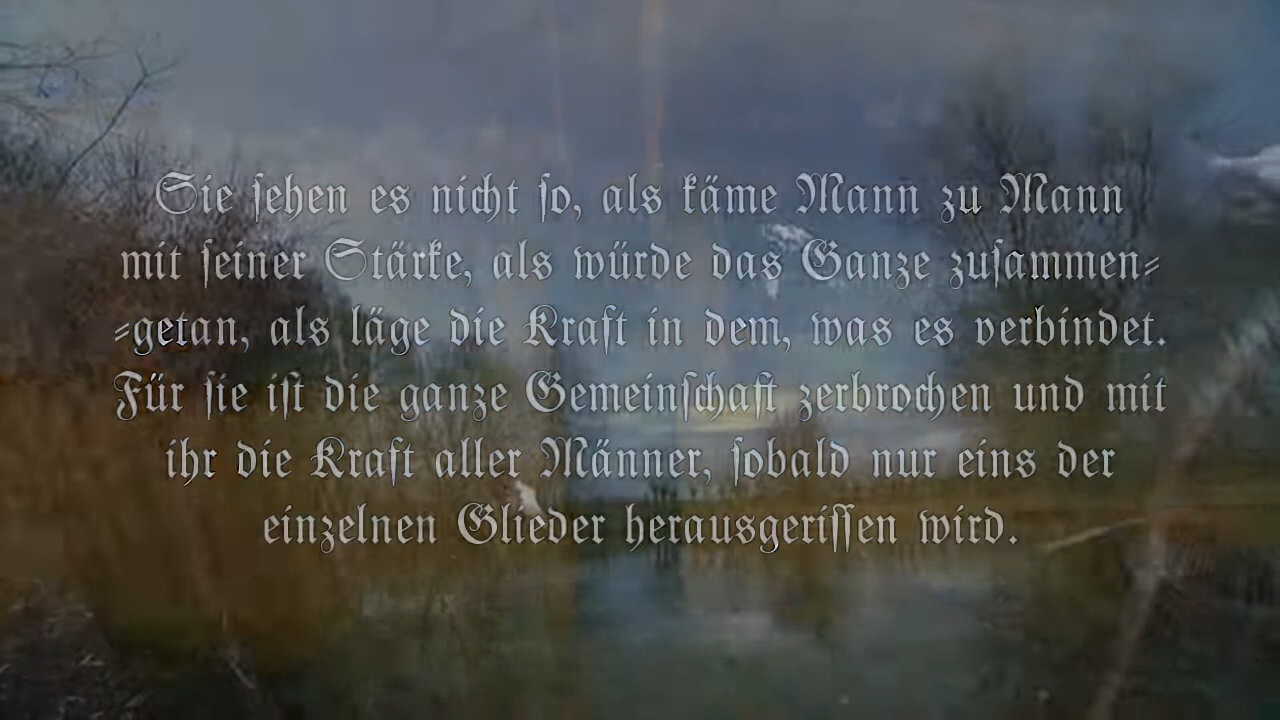 Sie ſehen es nicht ſo, als käme Mann zu Mann
mit ſeiner Stärke, als würde das Ganze zuſammen⸗
⸗getan, als läge die Kraft in dem, was es verbindet.
Für ſie iſt die ganze Gemeinſchaft zerbrochen und mit
ihr die Kraft aller Männer, ſobald nur eins der
einzelnen Glieder herausgeriſſen wird.